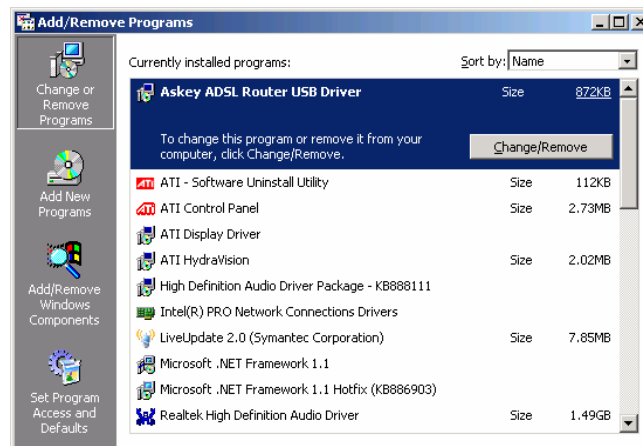 Add/Remove Programs
Change or
Remove
Programs
Add New
Programs
Add/Remove
Windows
Components
Set Program
Access and
Defaults
Currently installed programs: Sort by: Name
Askey ADSL Router USB Driver Size 872KB
To change this program or remove it from your
computer, click Change/Remove. Change/Remove
ATI - Software Uninstall Utility Size 112KB
ATI Control Panel Size 2.73MB
ATI Display Driver
ATI HydraVision Size 2.02MB
High Definition Audio Driver Package - KB888111
Intel(R) PRO Network Connections Drivers
LiveUpdate 2.0 (Symantec Corporation) Size 7.85MB
Microsoft .NET Framework 1.1
Microsoft .NET Framework 1.1 Hotfix (KB886903)
Realtek High Definition Audio Driver Size 1.49GB